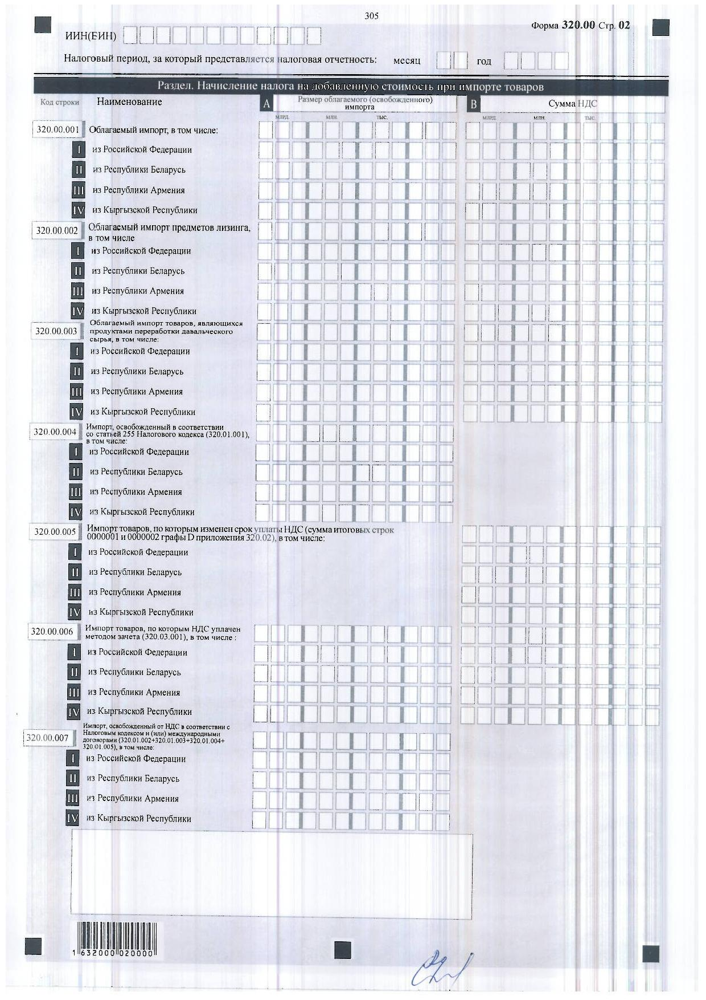 305
Форма 320.00 Стр. 02
ИИН(БИН)
Налоговый период, за который представляется налоговая отчетность: месяц год
Раздел. Начисление налога на добавленную стоимость при импорте товаров
Код строки Наименование A Размер облагаемого (освобожденного) импорта B Сумма НДС
млрд. млн. тыс. млрд. млн. тыс.
320.00.001 Облагаемый импорт, в том числе:
I из Российской Федерации
II из Республики Беларусь
III из Республики Армения
IV из Кыргызской Республики
320.00.002 Облагаемый импорт предметов лизинга,
в том числе
I из Российской Федерации
II из Республики Беларусь
III из Республики Армения
IV из Кыргызской Республики
320.00.003 Облагаемый импорт товаров, являющихся
продуктами переработки давальческого
сырья, в том числе:
I из Российской Федерации
II из Республики Беларусь
III из Республики Армения
IV из Кыргызской Республики
320.00.004 Импорт, освобожденный в соответствии
со статьей 255 Налогового кодекса (320.01.001),
в том числе:
I из Российской Федерации
II из Республики Беларусь
III из Республики Армения
IV из Кыргызской Республики
320.00.005 Импорт товаров, по которым изменен срок уплаты НДС (сумма итоговых строк
0000001 и 0000002 графы D приложения 320.02), в том числе:
I из Российской Федерации
II из Республики Беларусь
III из Республики Армения
IV из Кыргызской Республики
320.00.006 Импорт товаров, по которым НДС уплачен
методом зачета (320.03.001), в том числе :
I из Российской Федерации
II из Республики Беларусь
III из Республики Армения
IV из Кыргызской Республики
320.00.007 Импорт, освобожденный от НДС в соответствии с
Налоговым кодексом и (или) международными
договорами (320.01.002+320.01.003+320.01.004+
320.01.005), в том числе:
I из Российской Федерации
II из Республики Беларусь
III из Республики Армения
IV из Кыргызской Республики
1 632000 020000